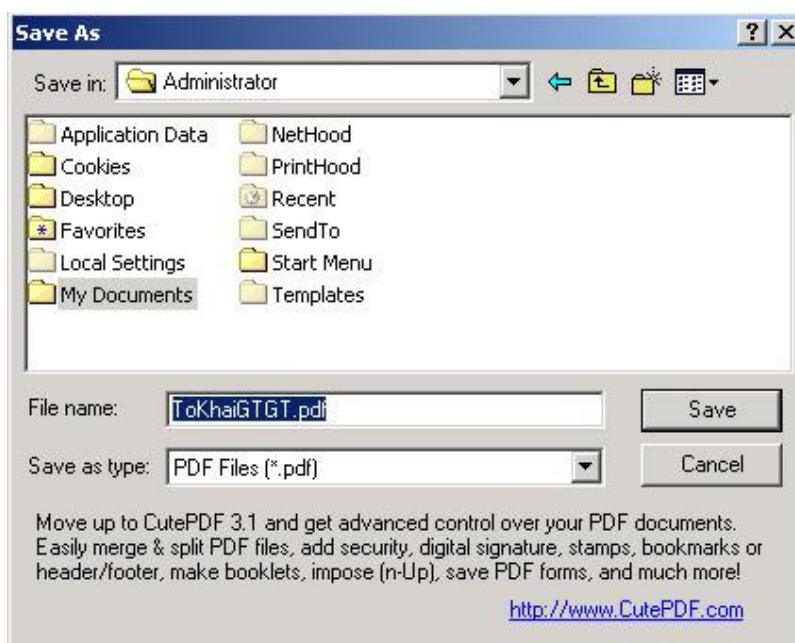 Save As
Save in: Administrator
Application Data
Cookies
Desktop
Favorites
Local Settings
My Documents
NetHood
PrintHood
Recent
SendTo
Start Menu
Templates
File name: ToKhaiGTGT.pdf
Save
Save as type: PDF Files (*.pdf)
Cancel
Move up to CutePDF 3.1 and get advanced control over your PDF documents.
Easily merge & split PDF files, add security, digital signature, stamps, bookmarks or
header/footer, make booklets, impose (n-Up), save PDF forms, and much more!
http://www.CutePDF.com